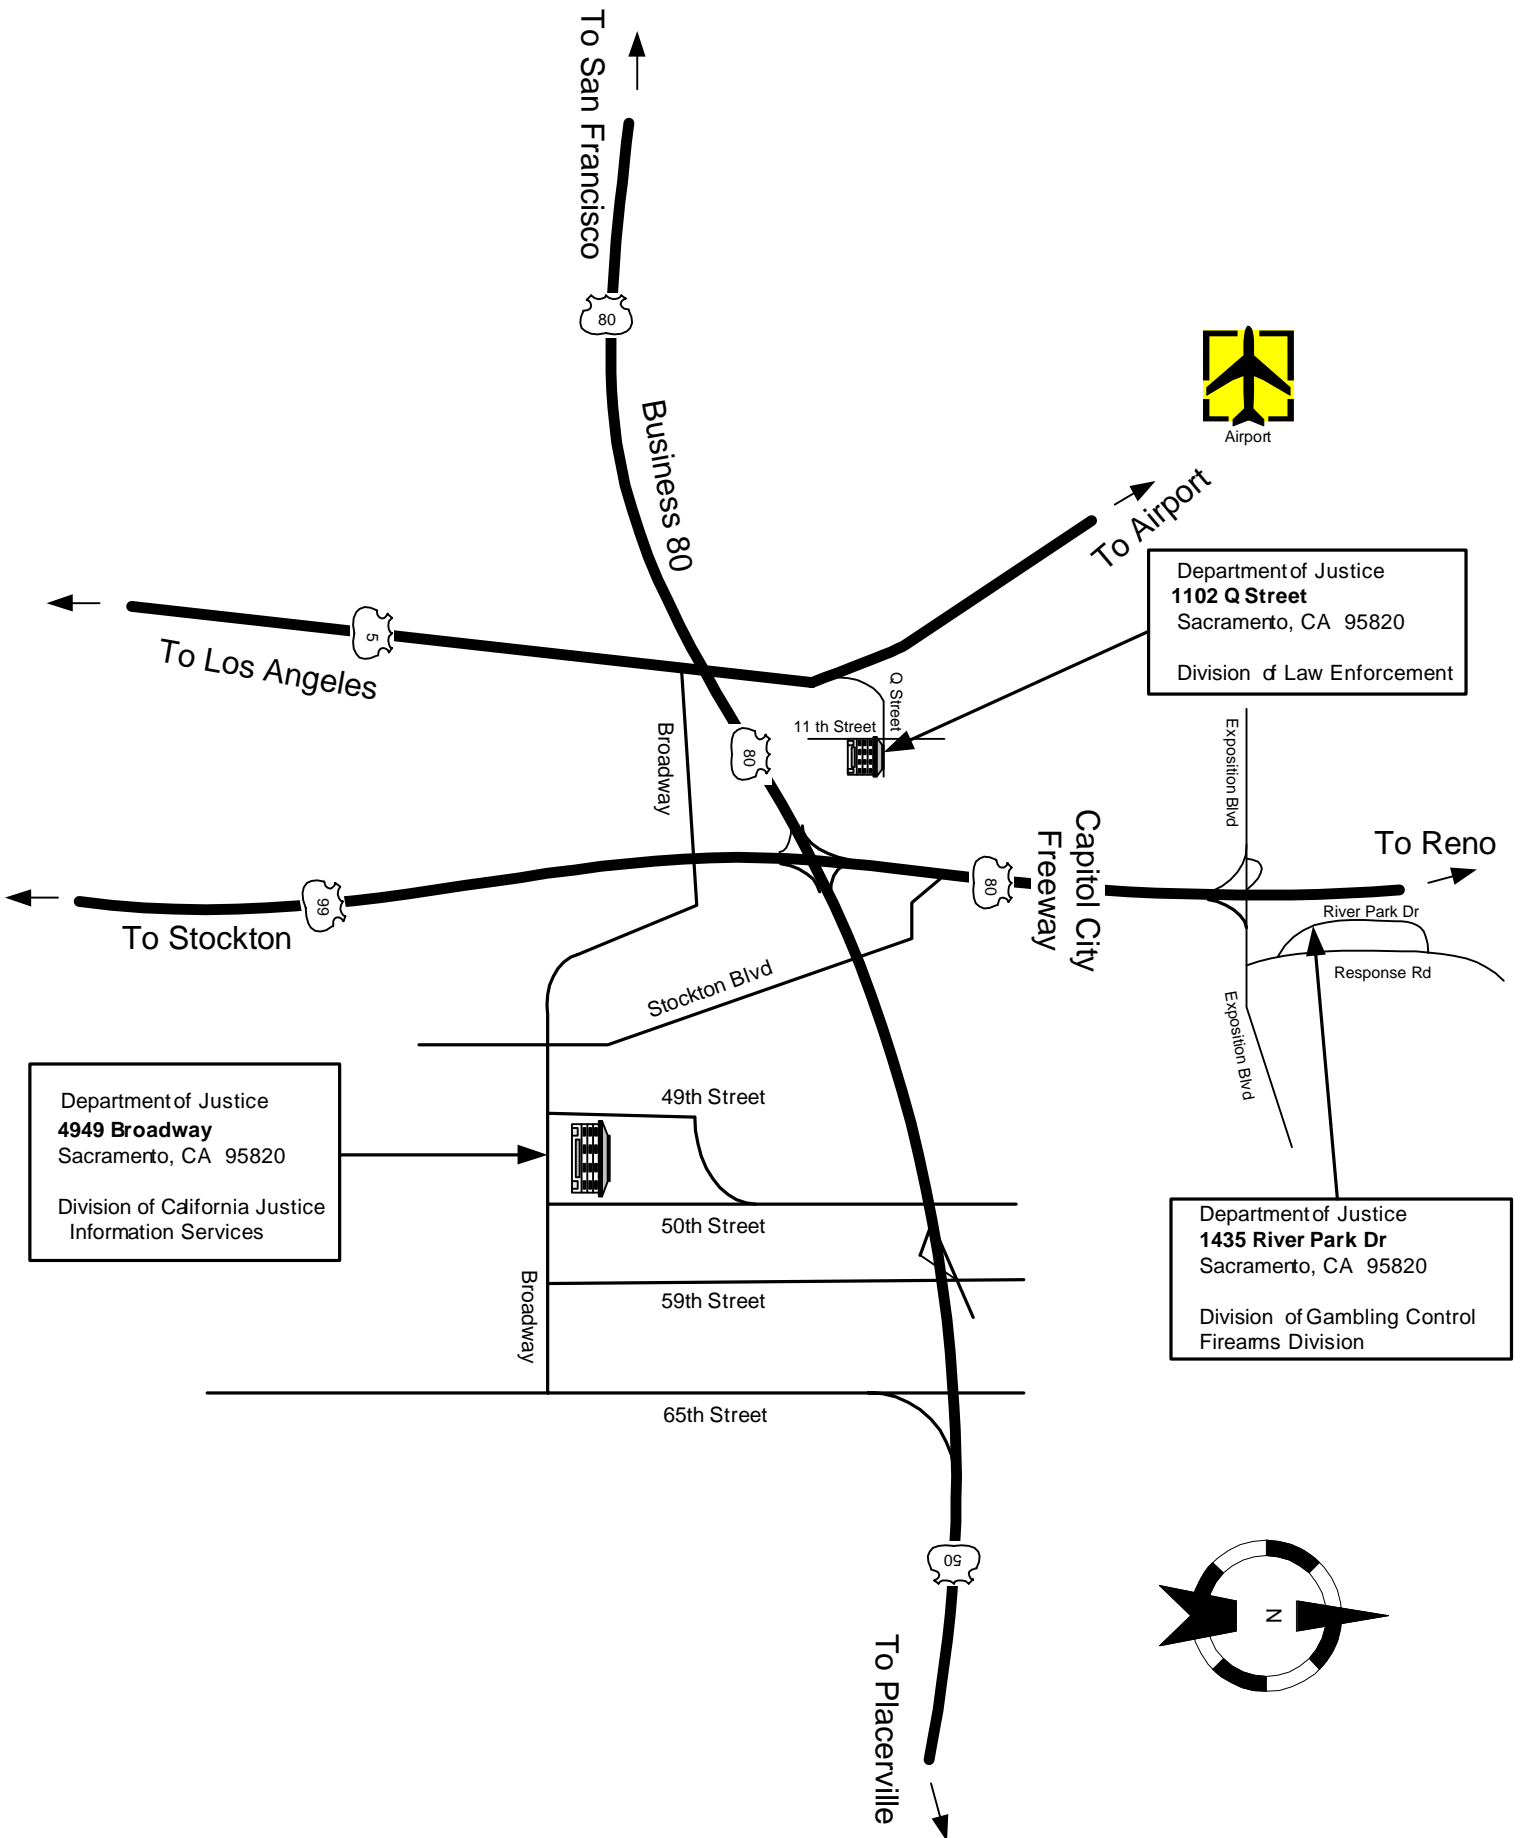 To San Francisco
80
Business 80
Airport
To Airport
Department of Justice
1102 Q Street
Sacramento, CA 95820
Division of Law Enforcement
5
To Los Angeles
Q Street
11 th Street
Broadway
80
Exposition Blvd
Capitol City
Freeway
To Reno
80
99
To Stockton
River Park Dr
Response Rd
Stockton Blvd
Exposition Blvd
Department of Justice
4949 Broadway
Sacramento, CA 95820
Division of California Justice
Information Services
49th Street
50th Street
Department of Justice
1435 River Park Dr
Sacramento, CA 95820
Division of Gambling Control
Firearms Division
59th Street
Broadway
65th Street
50
N
To Placerville